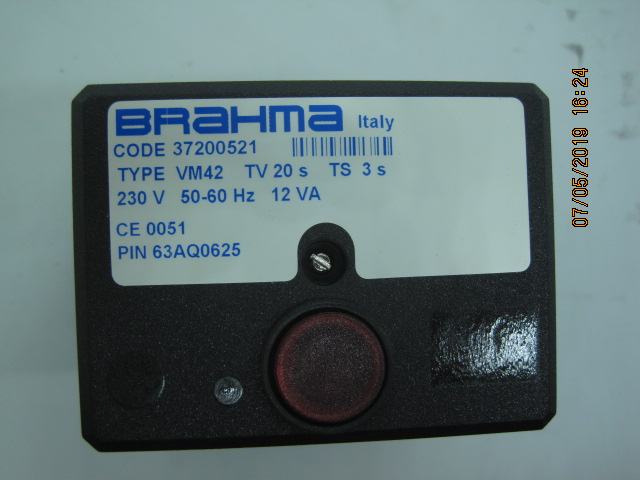 BRAHMA Italy
CODE 37200521
TYPE VM42 TV 20 s TS 3 s
230 V 50-60 Hz 12 VA
CE 0051
PIN 63AQ0625
07/05/2019 16:24